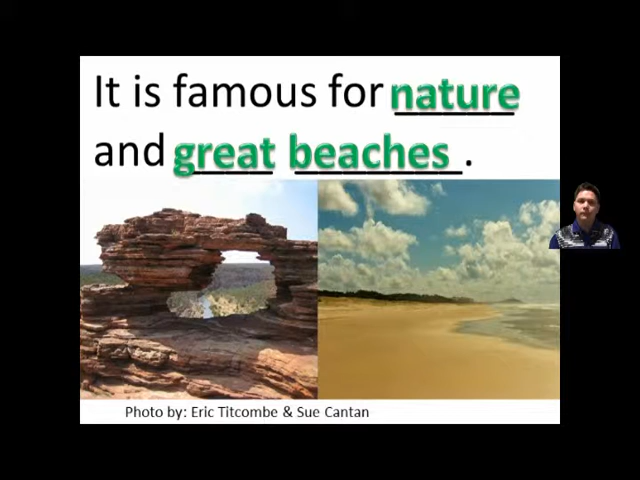 It is famous for nature
and great beaches.
Photo by: Eric Titcombe & Sue Cantan